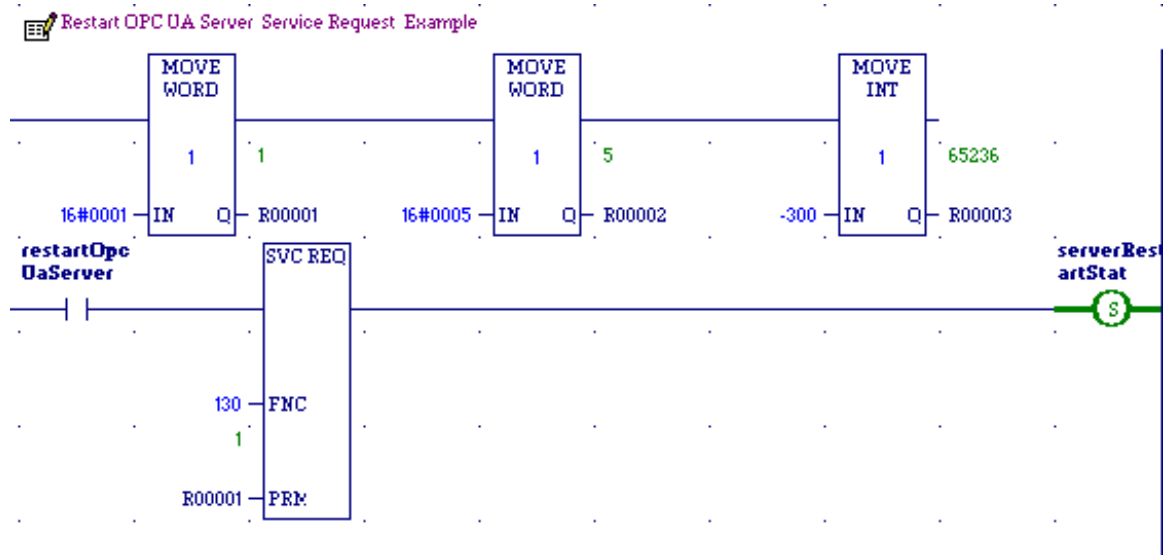 Restart OPC UA Server Service Request Example
MOVE WORD MOVE WORD MOVE INT
1 1 1 5 1 65236
16#0001 IN Q R00001 16#0005 IN Q R00002 -300 IN Q R00003
restartOpc SVC REQ serverRest
UaServer artStat
S
130 FNC
1
R00001 PRM